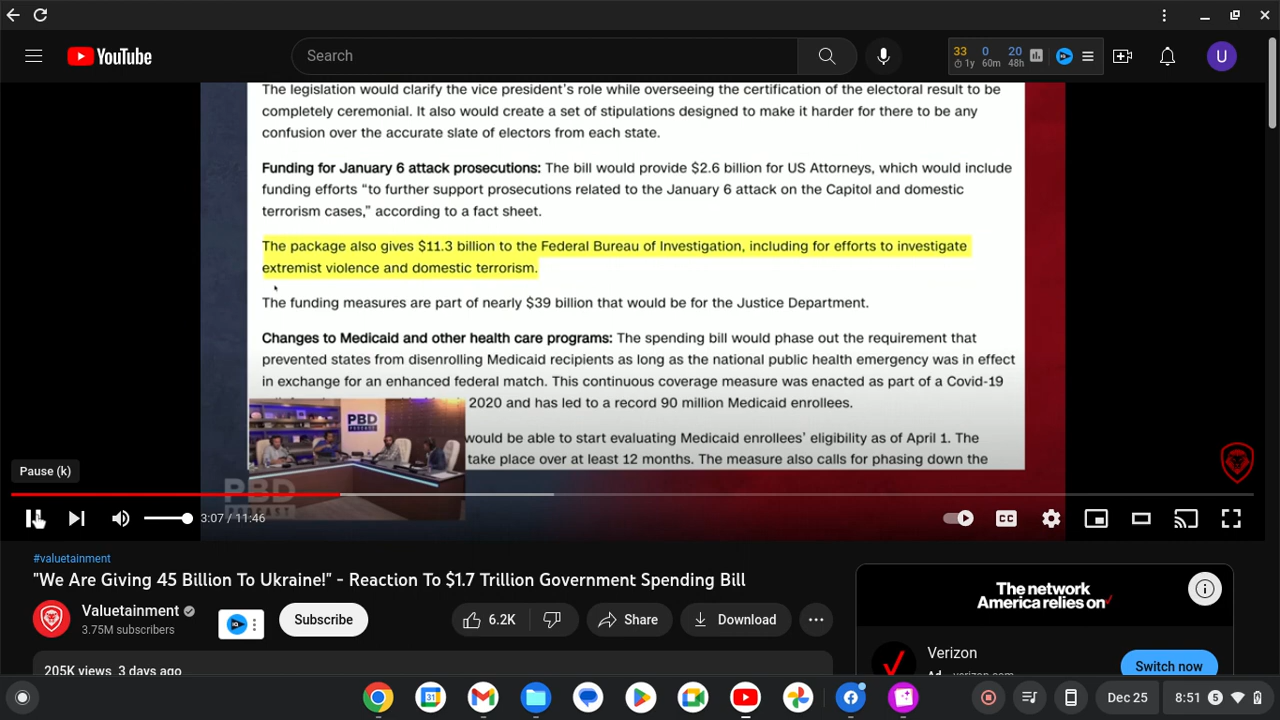 YouTube
Search
33 0 20
1y 60m 48h
U
The legislation would clarify the vice president's role while overseeing the certification of the electoral result to be
completely ceremonial. It also would create a set of stipulations designed to make it harder for there to be any
confusion over the accurate slate of electors from each state.
Funding for January 6 attack prosecutions: The bill would provide $2.6 billion for US Attorneys, which would include
funding efforts "to further support prosecutions related to the January 6 attack on the Capitol and domestic
terrorism cases," according to a fact sheet.
The package also gives $11.3 billion to the Federal Bureau of Investigation, including for efforts to investigate
extremist violence and domestic terrorism.
The funding measures are part of nearly $39 billion that would be for the Justice Department.
Changes to Medicaid and other health care programs: The spending bill would phase out the requirement that
prevented states from disenrolling Medicaid recipients as long as the national public health emergency was in effect
in exchange for an enhanced federal match. This continuous coverage measure was enacted as part of a Covid-19
2020 and has led to a record 90 million Medicaid enrollees.
would be able to start evaluating Medicaid enrollees' eligibility as of April 1. The
take place over at least 12 months. The measure also calls for phasing down the
PBD
PODCAST
PBD
PODCAST
Pause (k)
3:07 / 11:46
CC
#valuetainment
"We Are Giving 45 Billion To Ukraine!" - Reaction To $1.7 Trillion Government Spending Bill
Valuetainment
3.75M subscribers
Subscribe
6.2K
Share
Download
205K views 3 days ago
The network
America relies on
Verizon
Ad · verizon.com
Switch now
31
Dec 25
8:51 5